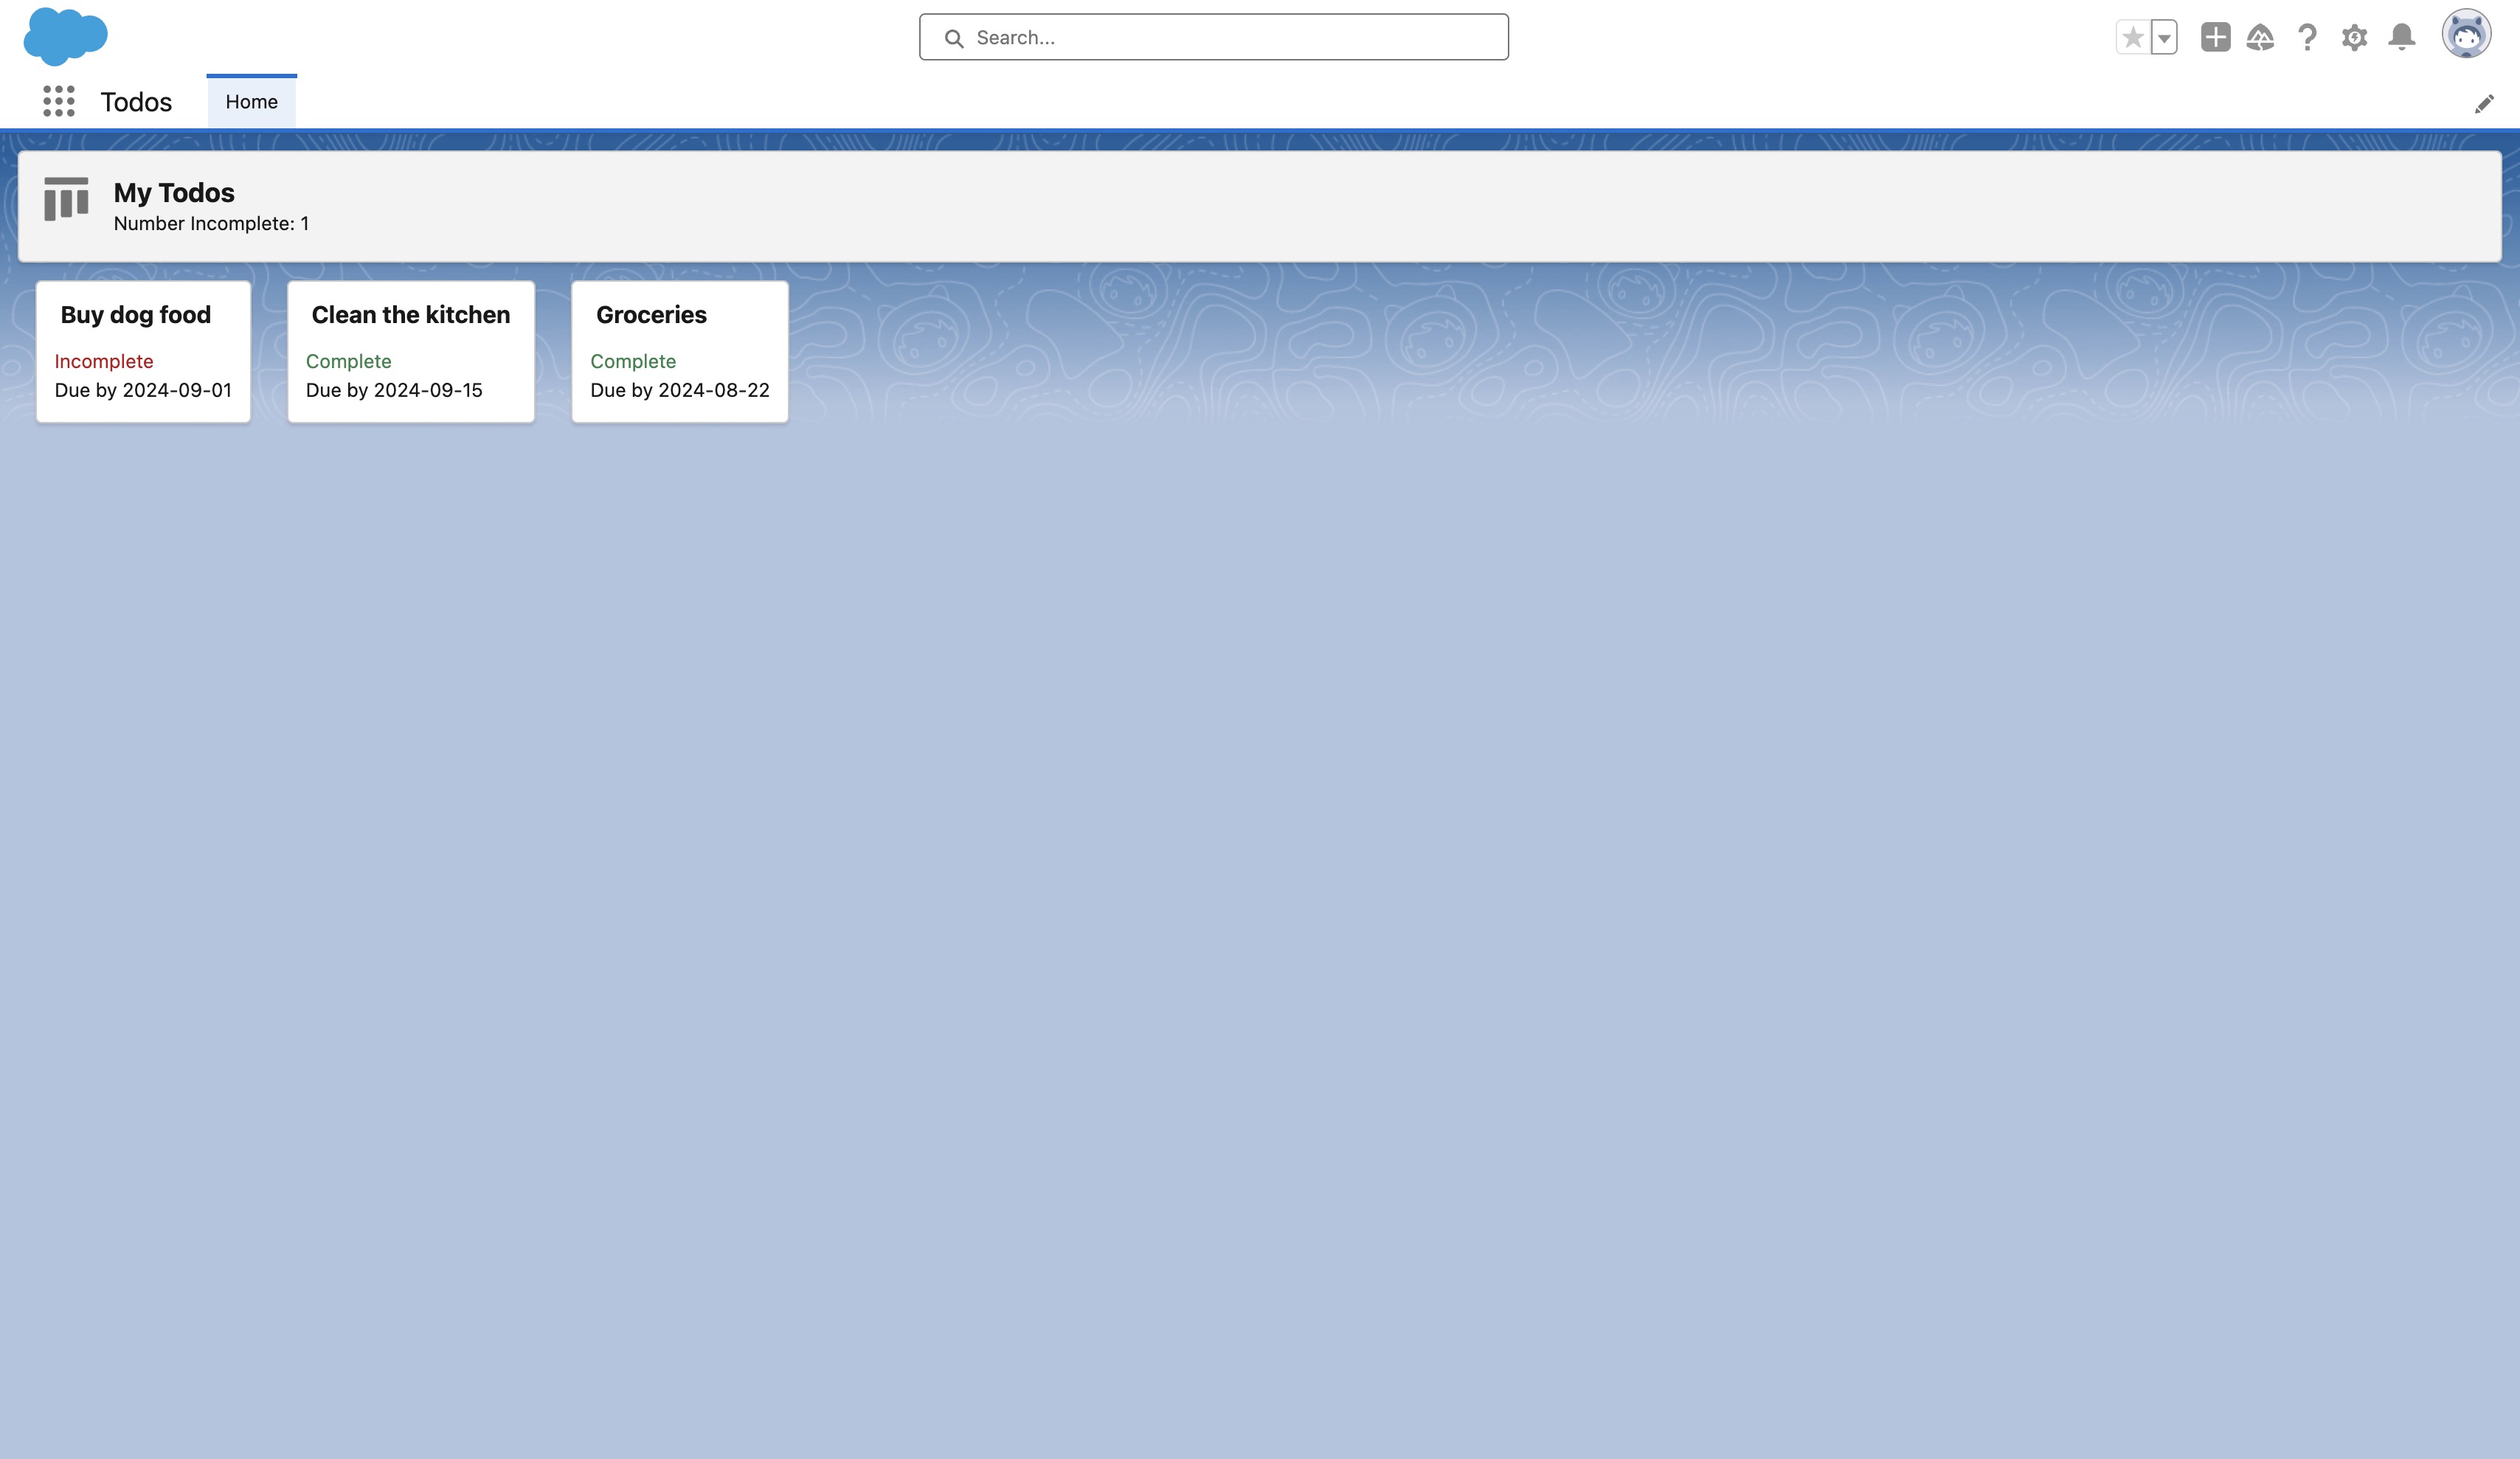 Search...
Todos
Home
My Todos
Number Incomplete: 1
Buy dog food
Incomplete
Due by 2024-09-01
Clean the kitchen
Complete
Due by 2024-09-15
Groceries
Complete
Due by 2024-08-22